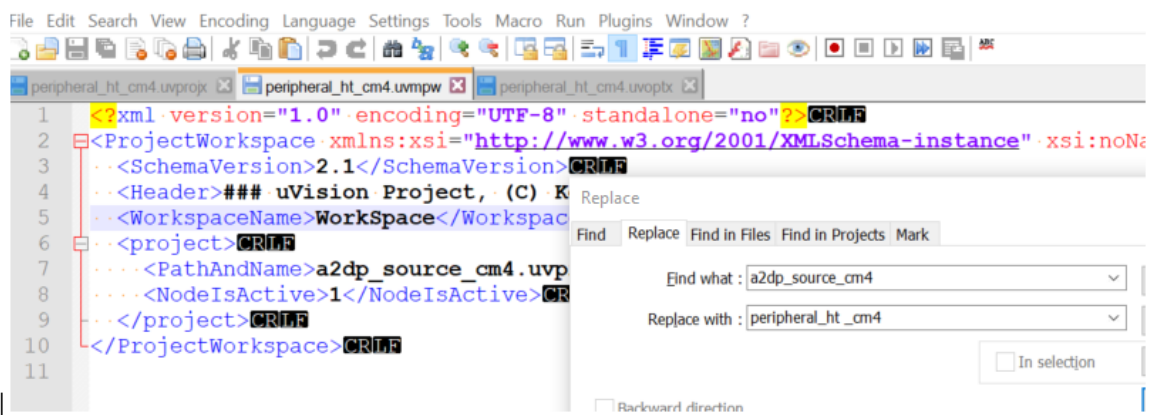 File Edit Search View Encoding Language Settings Tools Macro Run Plugins Window ?
peripheral_ht_cm4.uvprojx peripheral_ht_cm4.uvmpw peripheral_ht_cm4.uvoptx
1 <?xml version="1.0" encoding="UTF-8" standalone="no"?>CRLF
2 <ProjectWorkspace xmlns:xsi="http://www.w3.org/2001/XMLSchema-instance" xsi:noNa
3 <SchemaVersion>2.1</SchemaVersion>CRLF
4 <Header>### uVision Project, (C) K
5 <WorkspaceName>WorkSpace</Workspac
6 <project>CRLF
7 <PathAndName>a2dp_source_cm4.uvp
8 <NodeIsActive>1</NodeIsActive>CR
9 </project>CRLF
10 </ProjectWorkspace>CRLF
11
Replace
Find Replace Find in Files Find in Projects Mark
Find what : a2dp_source_cm4
Replace with : peripheral_ht _cm4
In selection
Backward direction